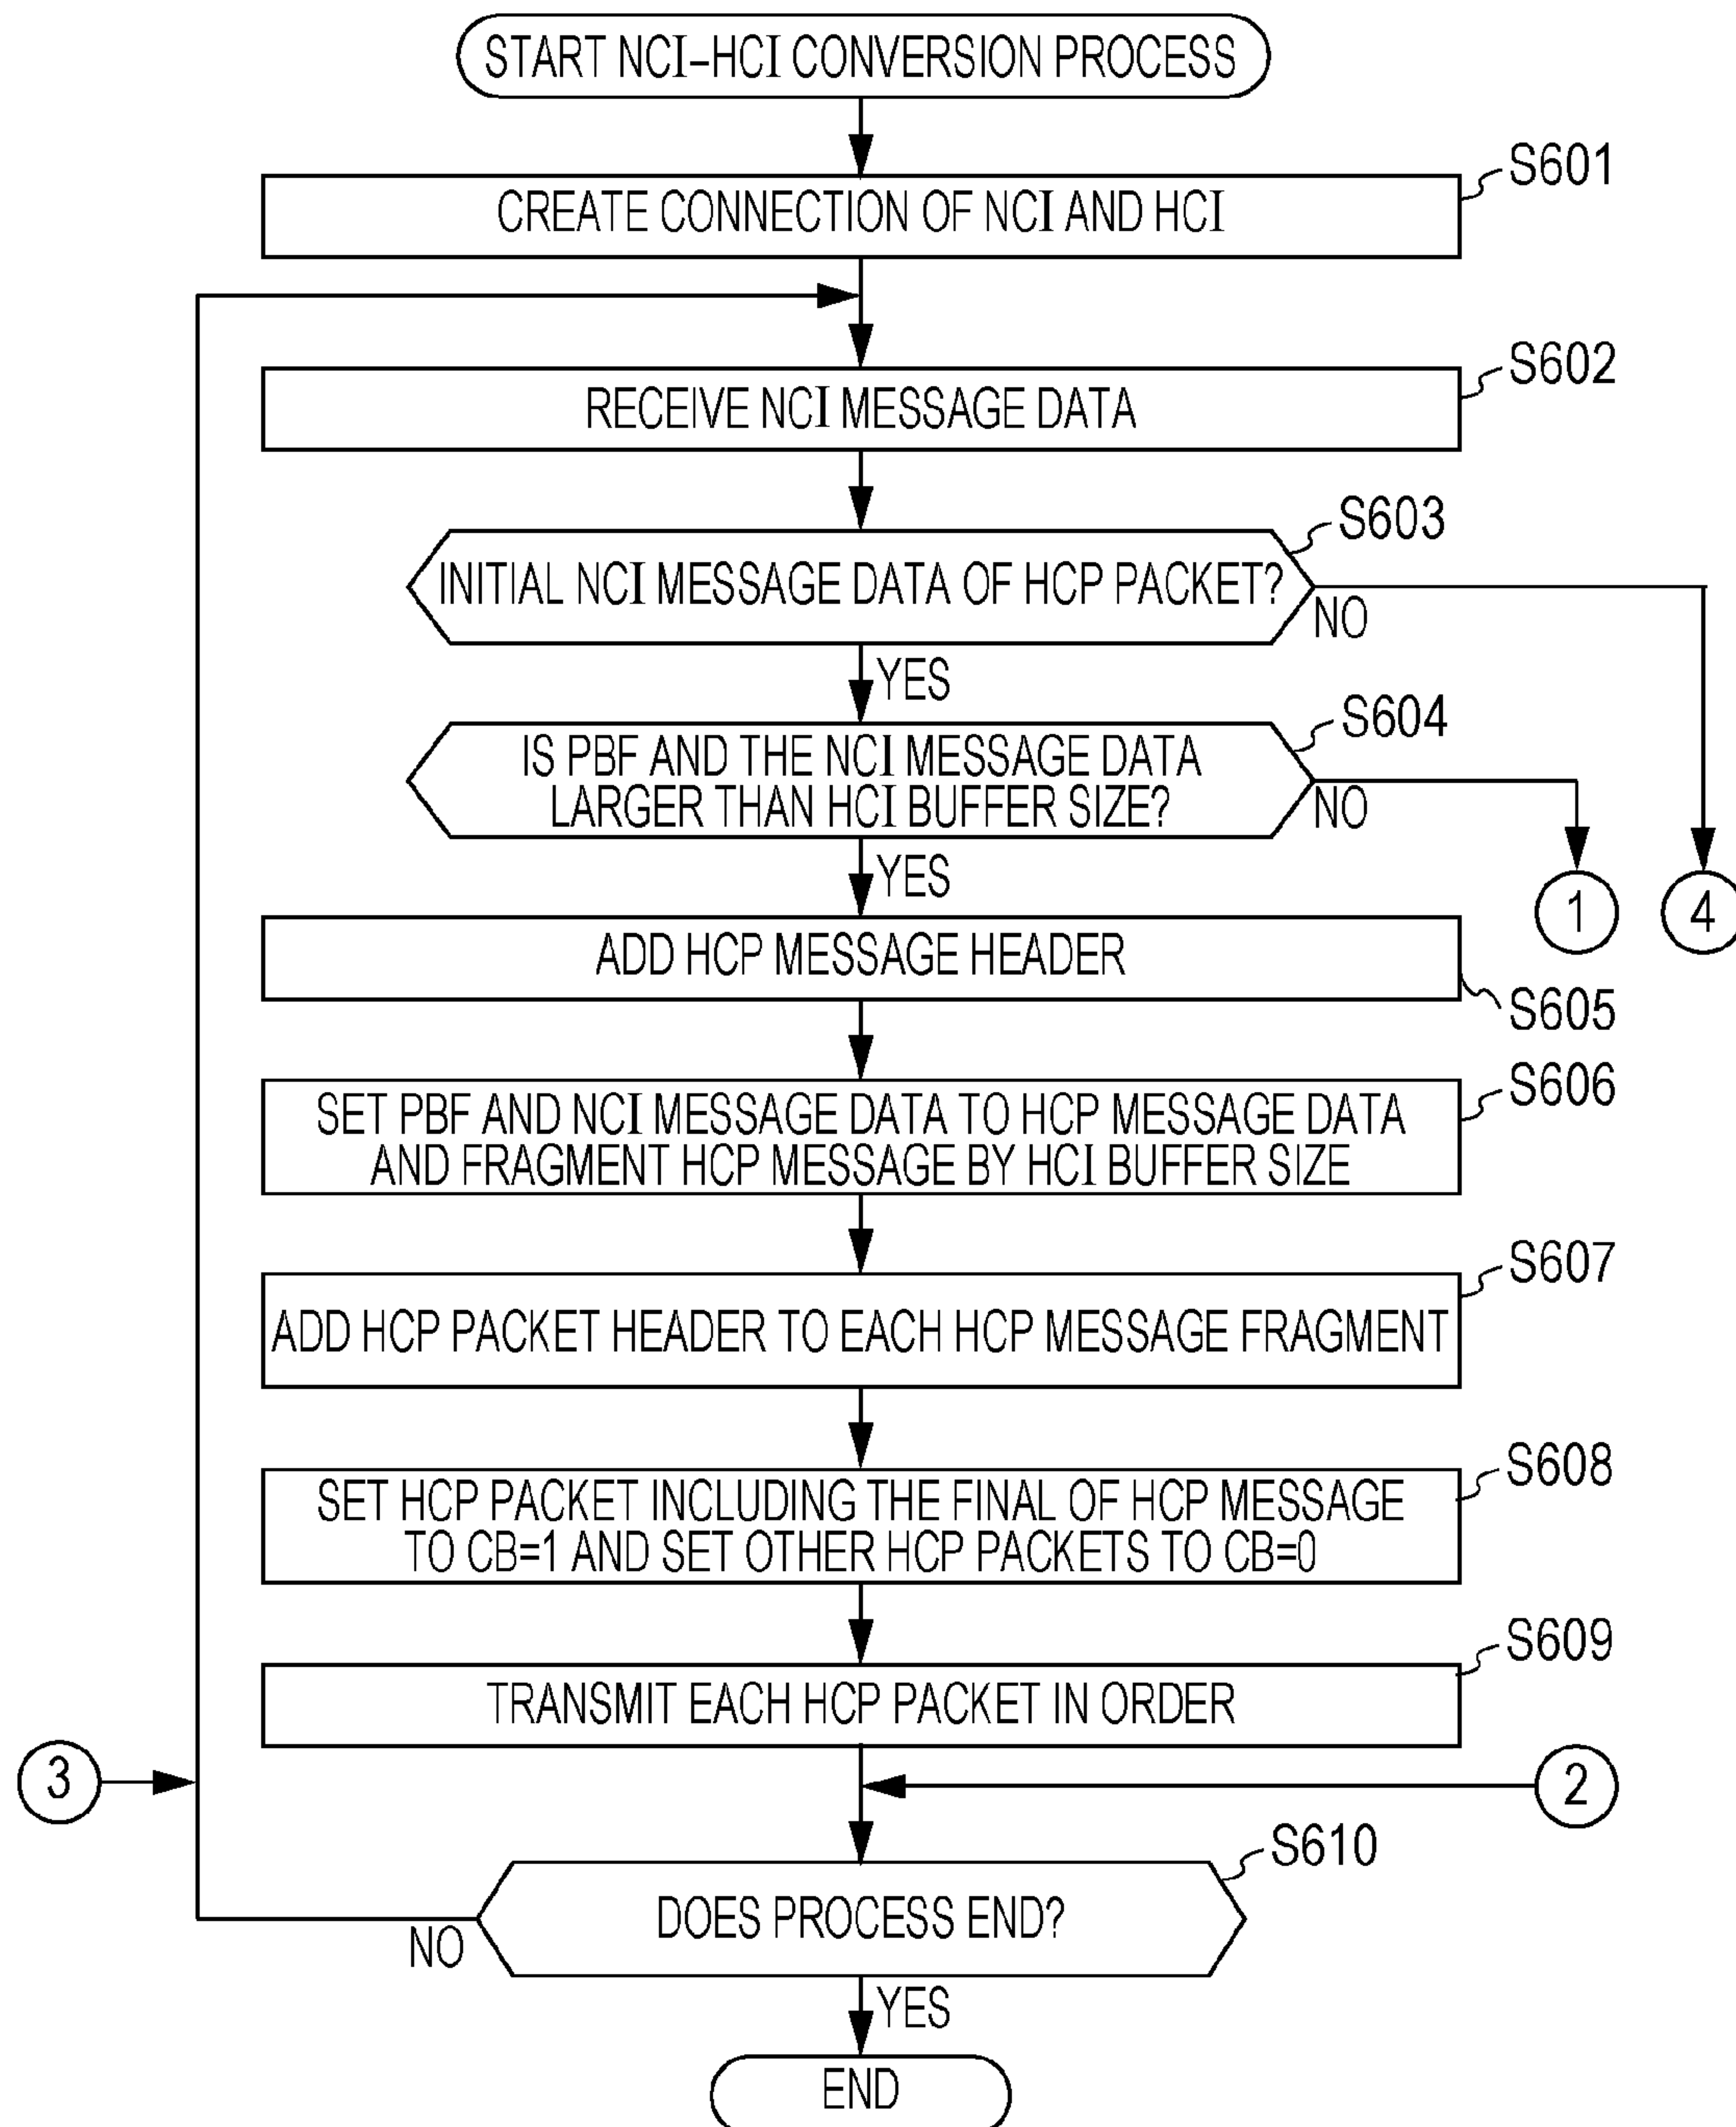 START NCI-HCI CONVERSION PROCESS
S601
CREATE CONNECTION OF NCI AND HCI
S602
RECEIVE NCI MESSAGE DATA
S603
INITIAL NCI MESSAGE DATA OF HCP PACKET?
NO
YES
S604
IS PBF AND THE NCI MESSAGE DATA
LARGER THAN HCI BUFFER SIZE?
NO
YES
1
4
ADD HCP MESSAGE HEADER
S605
S606
SET PBF AND NCI MESSAGE DATA TO HCP MESSAGE DATA
AND FRAGMENT HCP MESSAGE BY HCI BUFFER SIZE
S607
ADD HCP PACKET HEADER TO EACH HCP MESSAGE FRAGMENT
S608
SET HCP PACKET INCLUDING THE FINAL OF HCP MESSAGE
TO CB=1 AND SET OTHER HCP PACKETS TO CB=0
S609
TRANSMIT EACH HCP PACKET IN ORDER
3
2
S610
DOES PROCESS END?
NO
YES
END